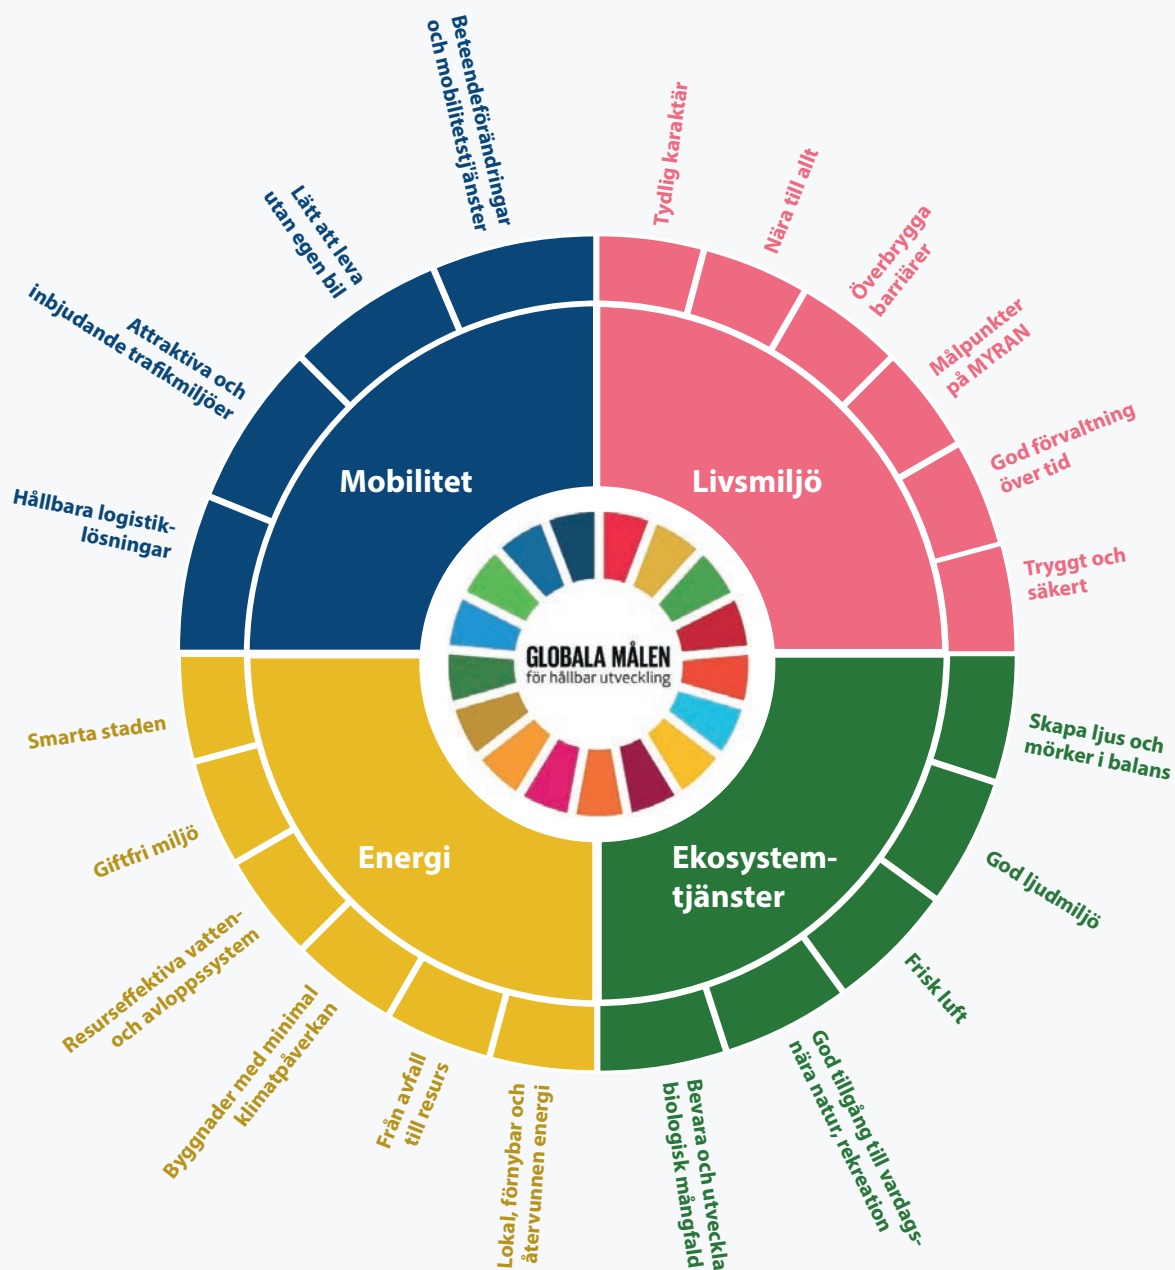 Beteendeförändringar
och mobilitetstj'änster
Lätt att leva
utan egen bil
Attraktiva och
inbjudande trafikmiljöer
Hållbara logistik-
lösningar
Tydlig karaktär
Nära till allt
Överbrygga
barriärer
Målpunkter
på MYRAN
God förvaltning
över tid
Tryggt och
säkert
Mobilitet
Livsmiljö
GLOBALA MÅLEN
för hållbar utveckling
Energi
Ekosystem-
tjänster
Skapa ljus och
mörker i balans
God ljudmiljö
Frisk luft
God tillgång till vardags-
nära natur, rekreation
Bevara och utveckla
biologisk mångfald
Smarta staden
Giftfri miljö
Resurseffektiva vatten-
och avloppssystem
Byggnader med minimal
klimatpåverkan
Från avfall
till resurs
Lokal, förnybar och
återvunnen energi